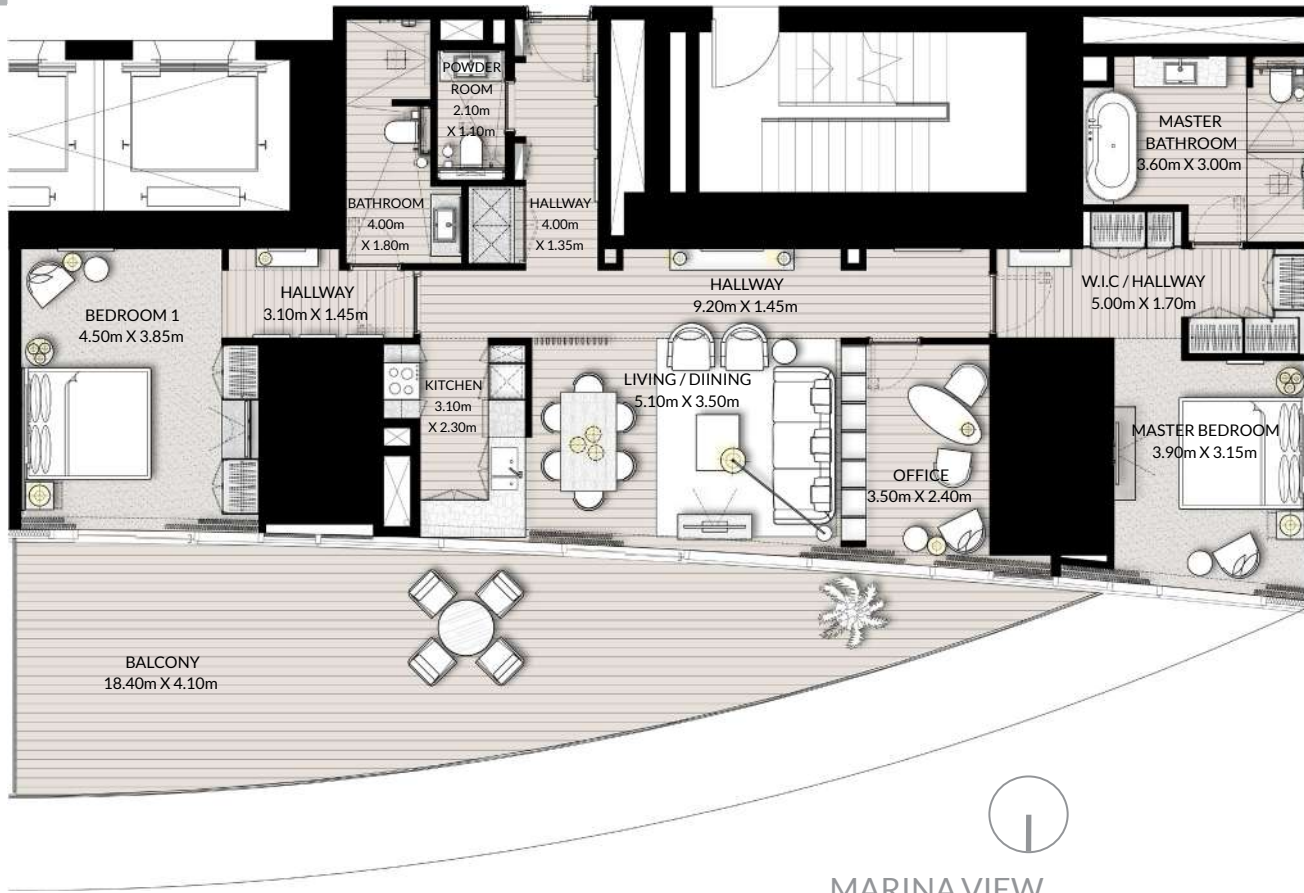 POWDER
ROOM
2.10m
X 1.10m
MASTER
BATHROOM
3.60m X 3.00m
BATHROOM
4.00m
X 1.80m
HALLWAY
4.00m
X 1.35m
BEDROOM 1
4.50m X 3.85m
HALLWAY
3.10m X 1.45m
HALLWAY
9.20m X 1.45m
W.I.C / HALLWAY
5.00m X 1.70m
KITCHEN
3.10m
X 2.30m
LIVING / DIINING
5.10m X 3.50m
OFFICE
3.50m X 2.40m
MASTER BEDROOM
3.90m X 3.15m
BALCONY
18.40m X 4.10m
MARINA VIEW